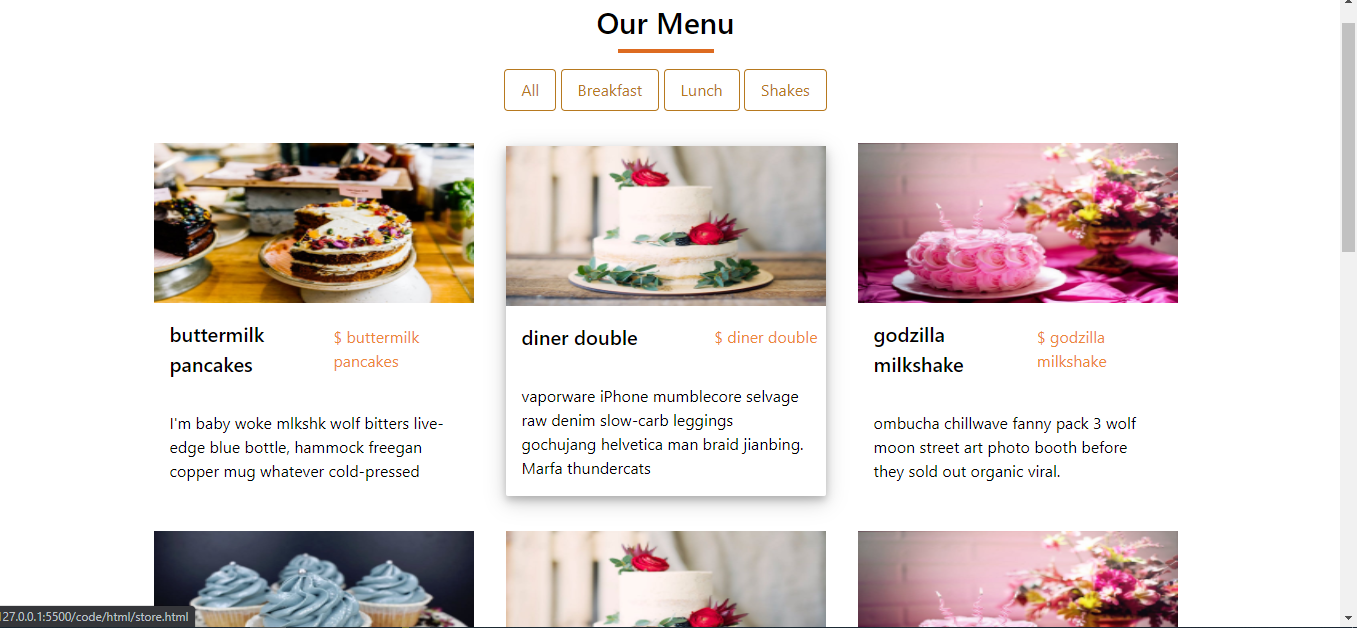 Our Menu
All
Breakfast
Lunch
Shakes
buttermilk
pancakes
$ buttermilk
pancakes
I'm baby woke mlkshk wolf bitters live-
edge blue bottle, hammock freegan
copper mug whatever cold-pressed
diner double
$ diner double
vaporware iPhone mumblecore selvage
raw denim slow-carb leggings
gochujang helvetica man braid jianbing.
Marfa thundercats
godzilla
milkshake
$ godzilla
milkshake
ombucha chillwave fanny pack 3 wolf
moon street art photo booth before
they sold out organic viral.
127.0.0.1:5500/code/html/store.html